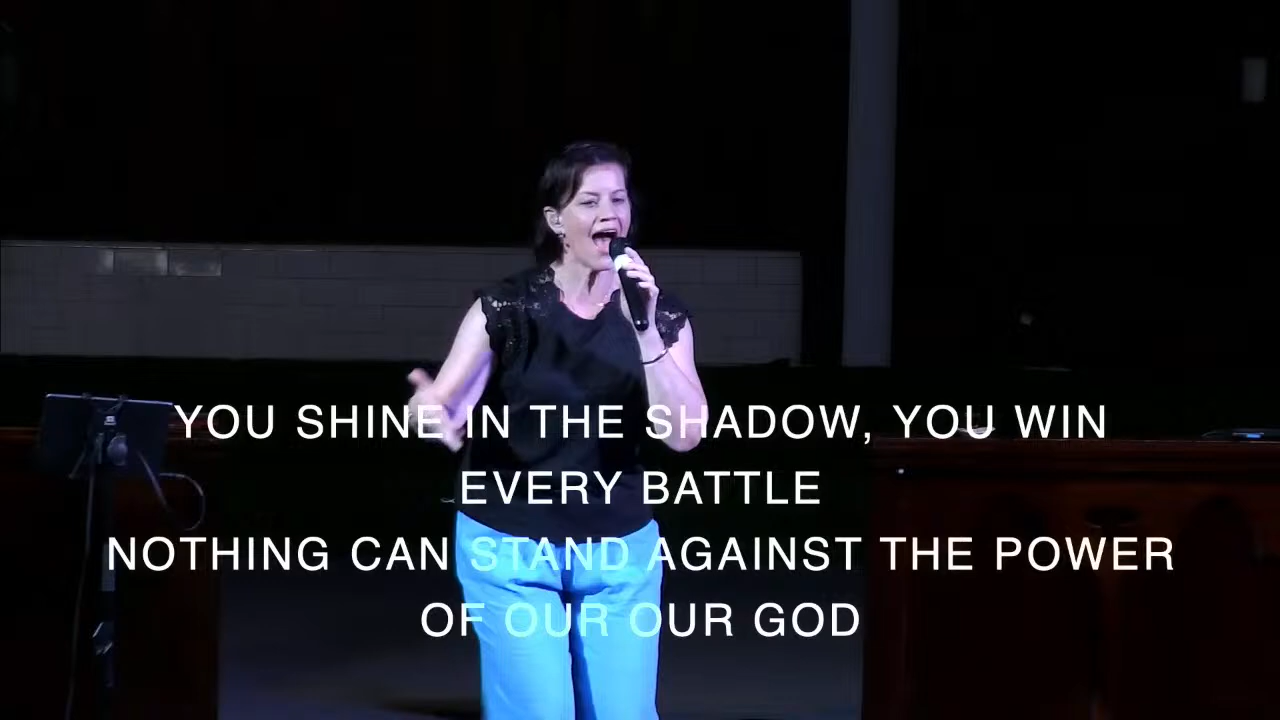 YOU SHINE IN THE SHADOW, YOU WIN
EVERY BATTLE
NOTHING CAN STAND AGAINST THE POWER
OF OUR OUR GOD